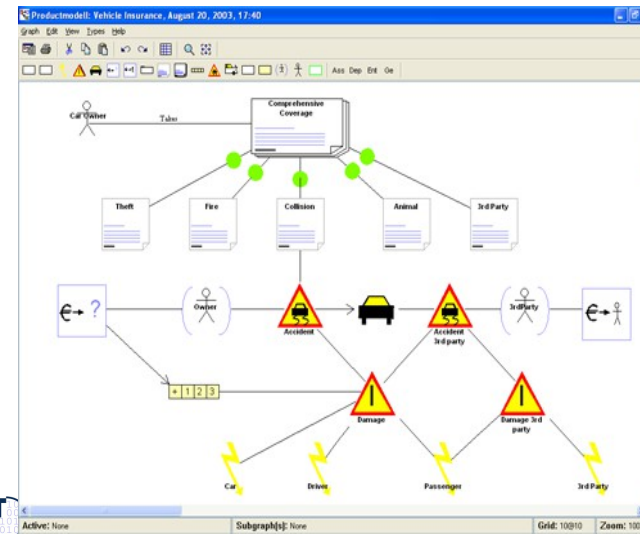 Productmodell: Vehicle Insurance, August 20, 2003, 17:40
Graph Edit View Types Help
Ass Dep Ent Ge
Comprehensive
Coverage
Car Owner
Takes
Theft
Fire
Collision
Animal
3rd Party
€ ?
Owner
3rdParty
€
Accident
Accident
3rd party
+ 1 2 3
Damage
Damage 3rd
party
Car
Driver
Passenger
3rd Party
Active: None
Subgraph(s): None
Grid: 10@10
Zoom: 100